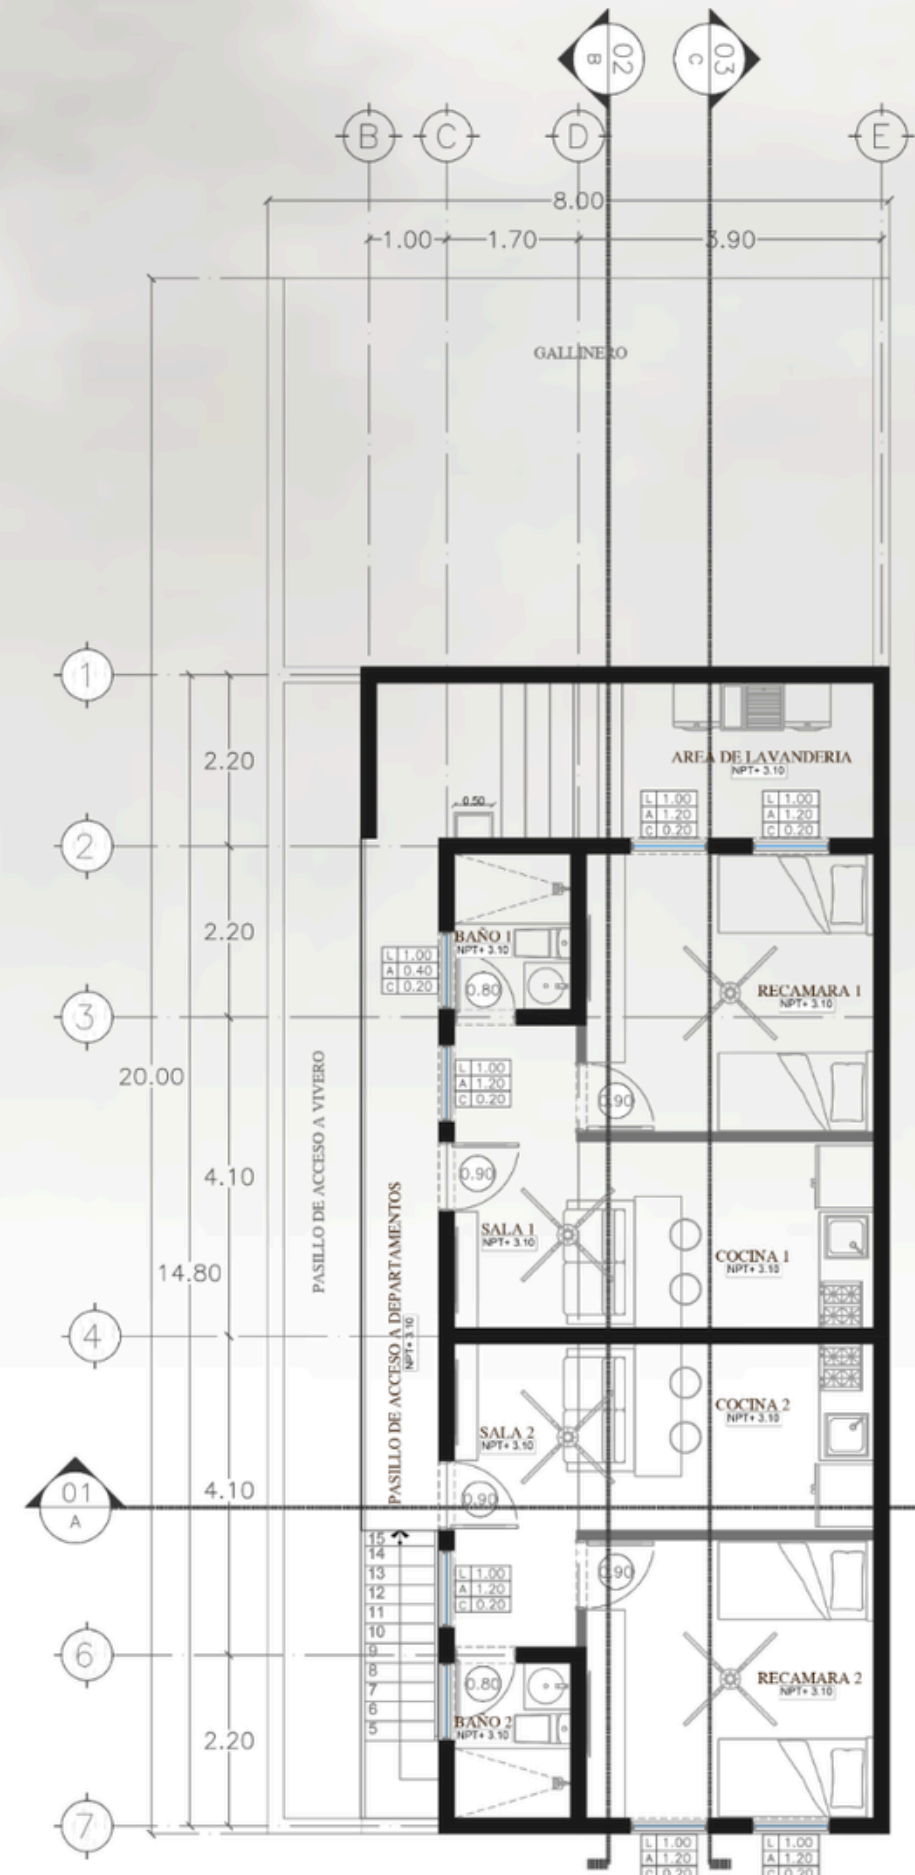 02
B
03
C
B
C
D
E
8.00
1.00
1.70
3.90
GALLINERO
1
2.20
AREA DE LAVANDERIA
NPT+ 3.10
L 1.00
A 1.20
C 0.20
L 1.00
A 1.20
C 0.20
0.50
2
2.20
BAÑO 1
NPT+ 3.10
L 1.00
A 0.40
C 0.20
0.80
RECAMARA 1
NPT+ 3.10
3
20.00
L 1.00
A 1.20
C 0.20
0.90
PASILLO DE ACCESO A VIVERO
4.10
0.90
PASILLO DE ACCESO A DEPARTAMENTOS
NPT+ 3.10
SALA 1
NPT+ 3.10
COCINA 1
NPT+ 3.10
14.80
4
COCINA 2
NPT+ 3.10
SALA 2
NPT+ 3.10
01
A
4.10
0.90
15
14
13
12
11
10
9
8
7
6
5
0.90
L 1.00
A 1.20
C 0.20
6
0.80
RECAMARA 2
NPT+ 3.10
BAÑO 2
NPT+ 3.10
2.20
7
L 1.00
A 1.20
C 0.20
L 1.00
A 1.20
C 0.20